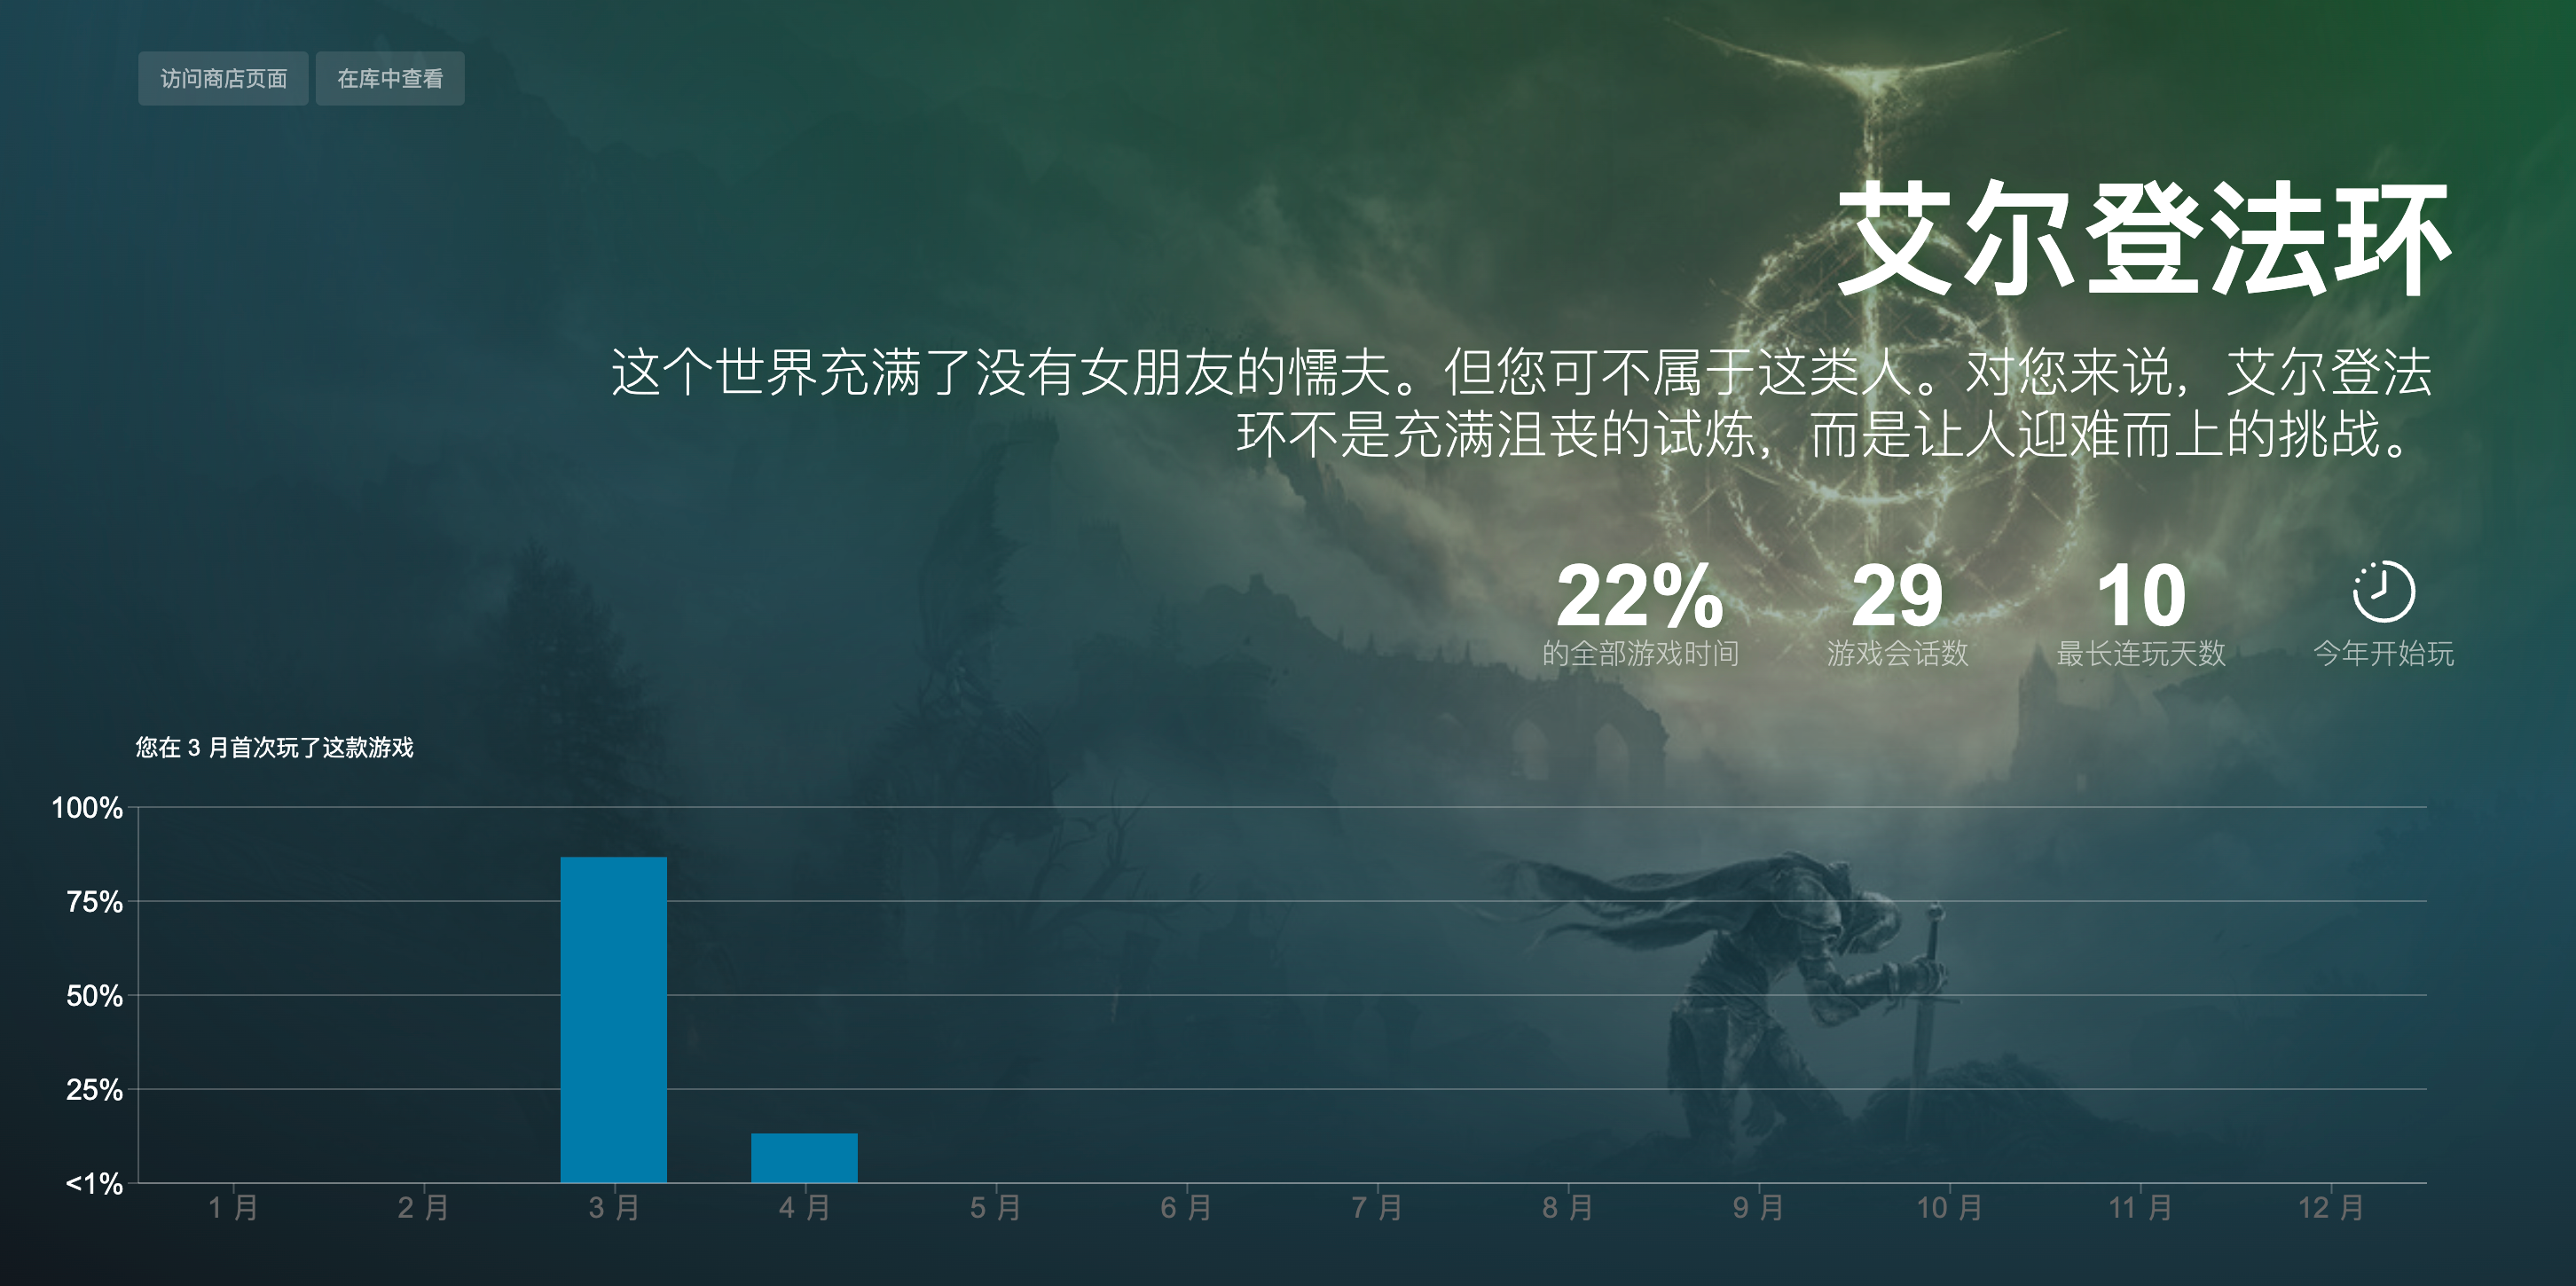 访问商店页面 在库中查看
艾尔登法环
这个世界充满了没有女朋友的懦夫。但您可不属于这类人。对您来说，艾尔登法
环不是充满沮丧的试炼，而是让人迎难而上的挑战。
22% 29 10
的全部游戏时间 游戏会话数 最长连玩天数 今年开始玩
您在 3 月首次玩了这款游戏
100%
75%
50%
25%
<1%
1 月 2 月 3 月 4 月 5 月 6 月 7 月 8 月 9 月 10 月 11 月 12 月